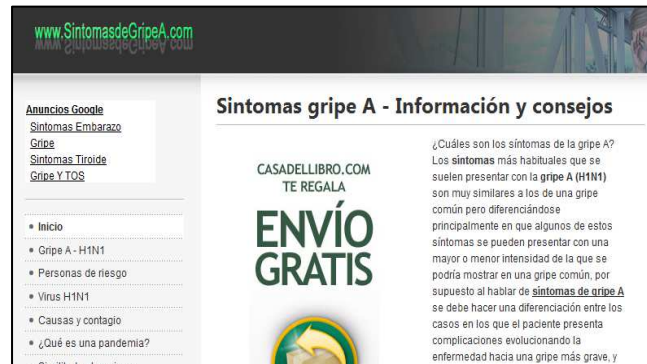 www.SintomasdeGripeA.com
Anuncios Google
Sintomas Embarazo
Gripe
Sintomas Tiroide
Gripe Y TOS
Inicio
Gripe A - H1N1
Personas de riesgo
Virus H1N1
Causas y contagio
¿Qué es una pandemia?
Sintomas gripe A - Información y consejos
CASADELLIBRO.COM
TE REGALA
ENVÍO
GRATIS
¿Cuáles son los síntomas de la gripe A?
Los sintomas más habituales que se
suelen presentar con la gripe A (H1N1)
son muy similares a los de una gripe
común pero diferenciándose
principalmente en que algunos de estos
síntomas se pueden presentar con una
mayor o menor intensidad de la que se
podría mostrar en una gripe común, por
supuesto al hablar de sintomas de gripe A
se debe hacer una diferenciación entre los
casos en los que el paciente presenta
complicaciones evolucionando la
enfermedad hacia una gripe más grave, y